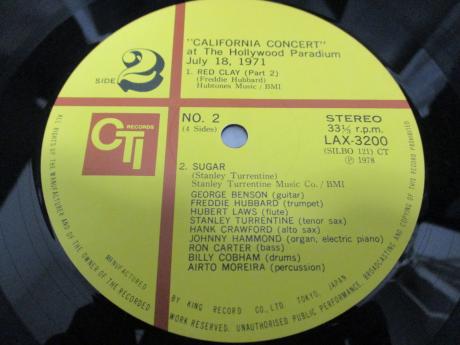 "CALIFORNIA CONCERT"
at The Hollywood Paradium
July 18, 1971
SIDE 2
1. RED CLAY (Part 2)
(Freddie Hubbard)
Hubtones Music / BMI
CTI RECORDS
NO. 2
(4 Sides)
STEREO
33⅓ r.p.m.
LAX-3200
(SILBO 121) CT
Ⓟ 1978
2. SUGAR
(Stanley Turrentine)
Stanley Turrentine Music Co. / BMI
GEORGE BENSON (guitar)
FREDDIE HUBBARD (trumpet)
HUBERT LAWS (flute)
STANLEY TURRENTINE (tenor sax)
HANK CRAWFORD (alto sax)
JOHNNY HAMMOND (organ, electric piano)
RON CARTER (bass)
BILLY COBHAM (drums)
AIRTO MOREIRA (percussion)
MANUFACTURED BY KING RECORD CO., LTD. TOKYO, JAPAN
ALL RIGHTS OF THE MANUFACTURER AND OF THE OWNER OF THE RECORDED WORK RESERVED. UNAUTHORISED PUBLIC PERFORMANCE, BROADCASTING AND COPYING OF THIS RECORD PROHIBITED.